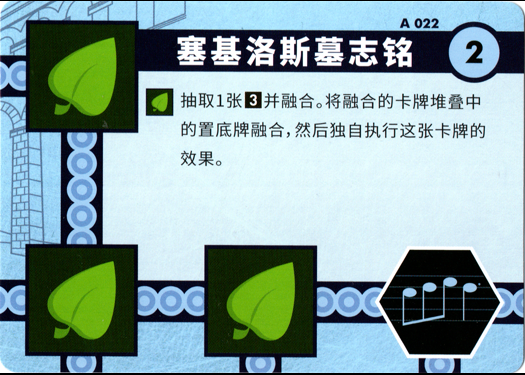 A 022
塞基洛斯墓志铭
2
抽取1张3并融合。将融合的卡牌堆叠中
的置底牌融合，然后独自执行这张卡牌的
效果。